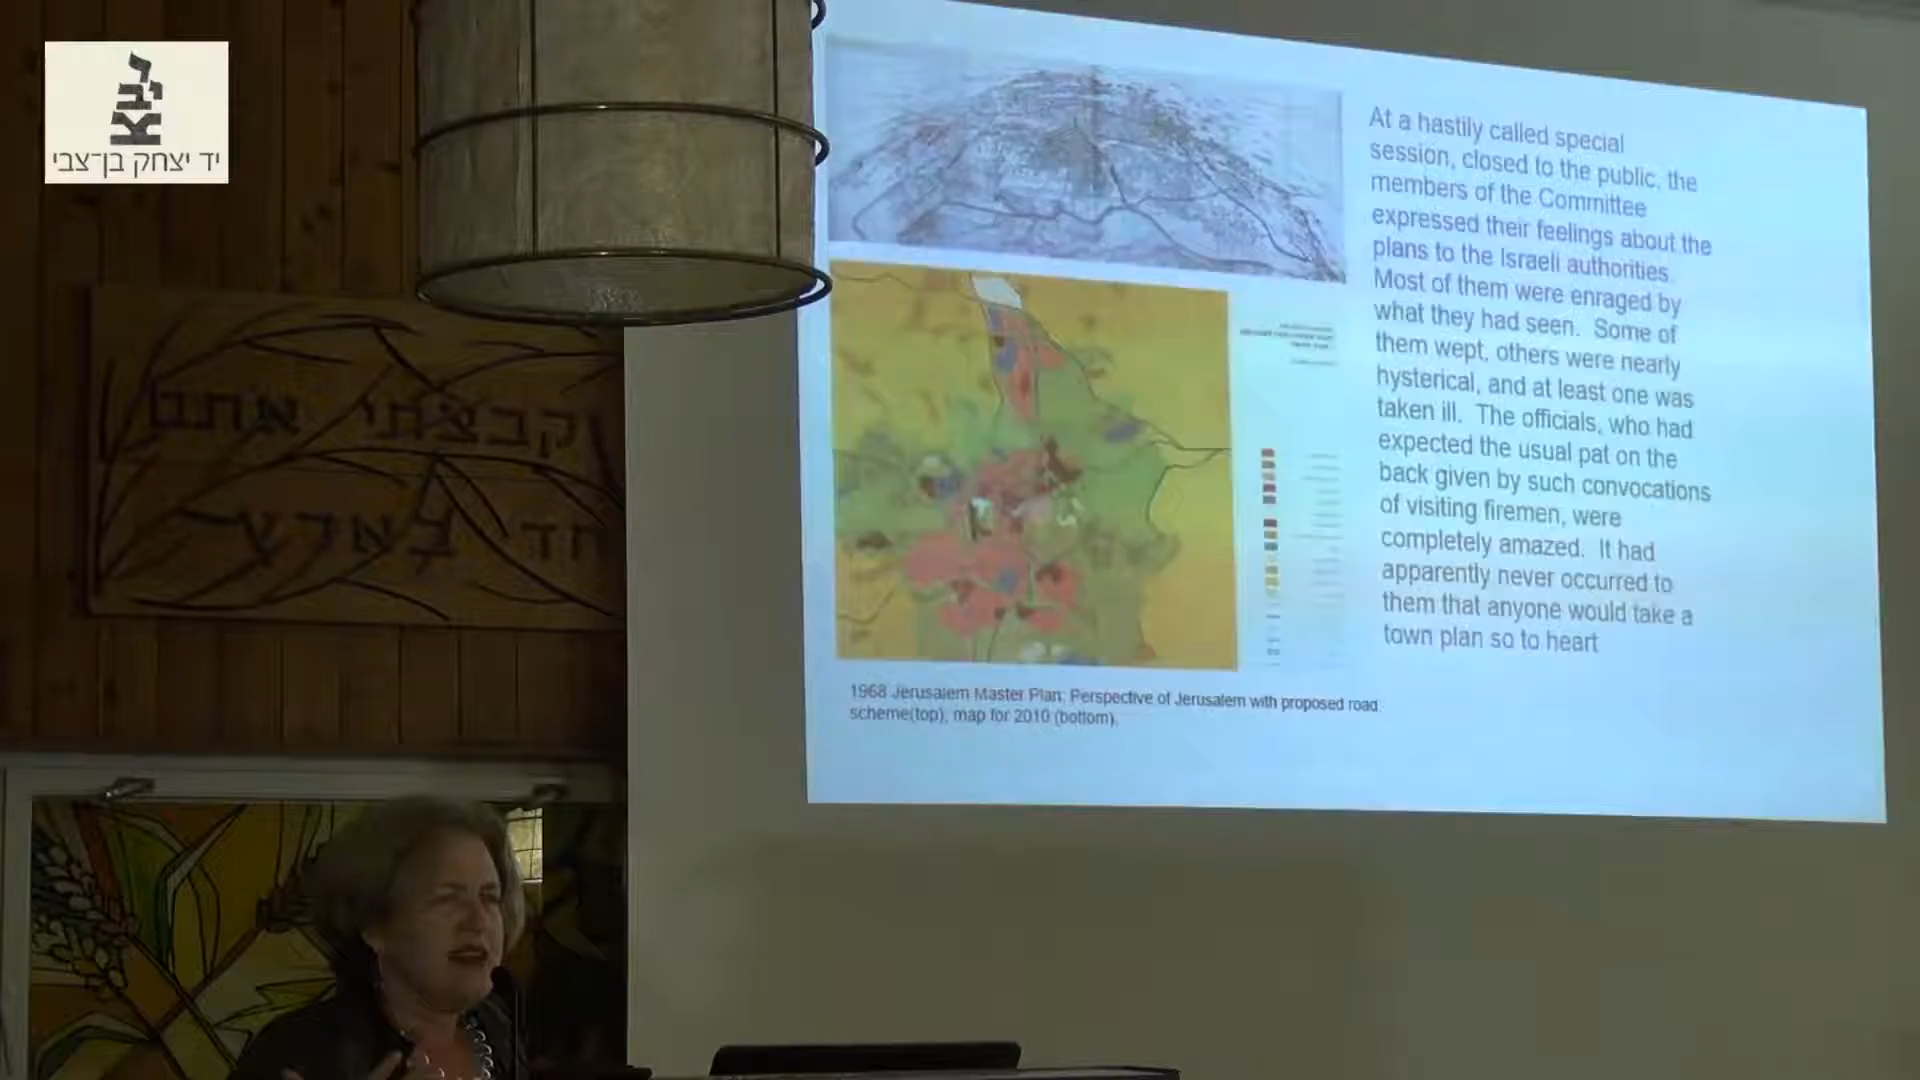 יד יצחק בן־צבי
וקבצתי אתם
At a hastily called special
session, closed to the public, the
members of the Committee
expressed their feelings about the
plans to the Israeli authorities.
Most of them were enraged by
what they had seen. Some of
them wept, others were nearly
hysterical, and at least one was
taken ill. The officials, who had
expected the usual pat on the
back given by such convocations
of visiting firemen, were
completely amazed. It had
apparently never occurred to
them that anyone would take a
town plan so to heart
1968 Jerusalem Master Plan: Perspective of Jerusalem with proposed road
scheme(top), map for 2010 (bottom).